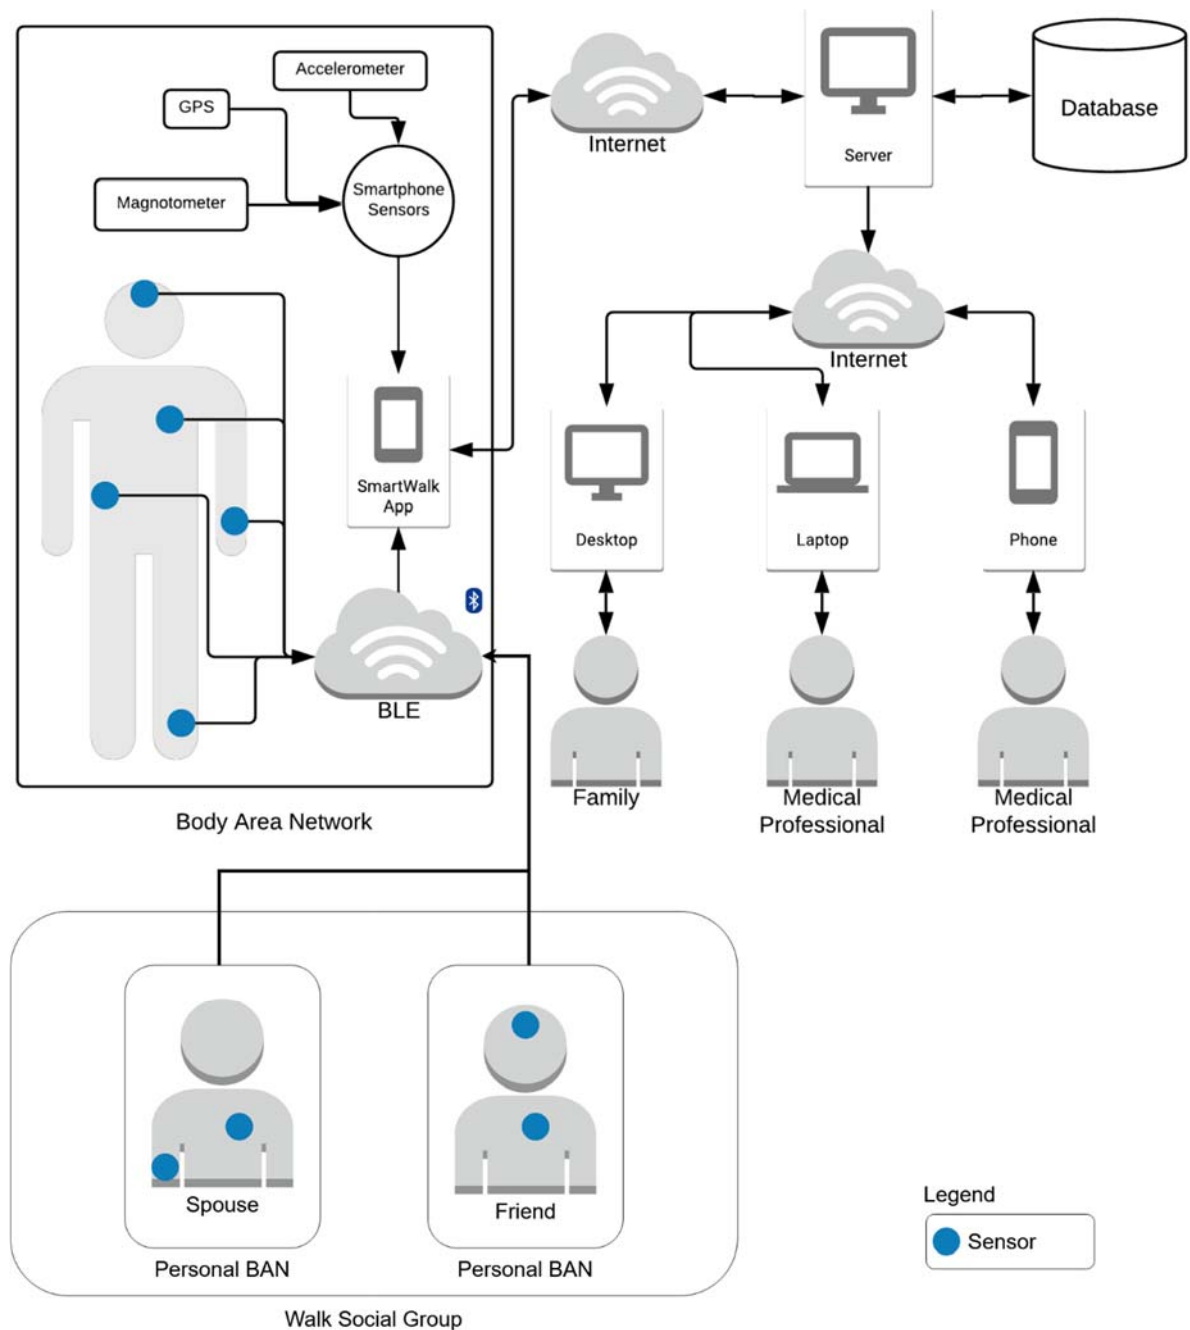 Accelerometer
GPS
Magnotometer
Smartphone
Sensors
SmartWalk
App
BLE
Body Area Network
Internet
Server
Database
Internet
Desktop
Laptop
Phone
Family
Medical
Professional
Medical
Professional
Spouse
Friend
Personal BAN
Personal BAN
Walk Social Group
Legend
Sensor